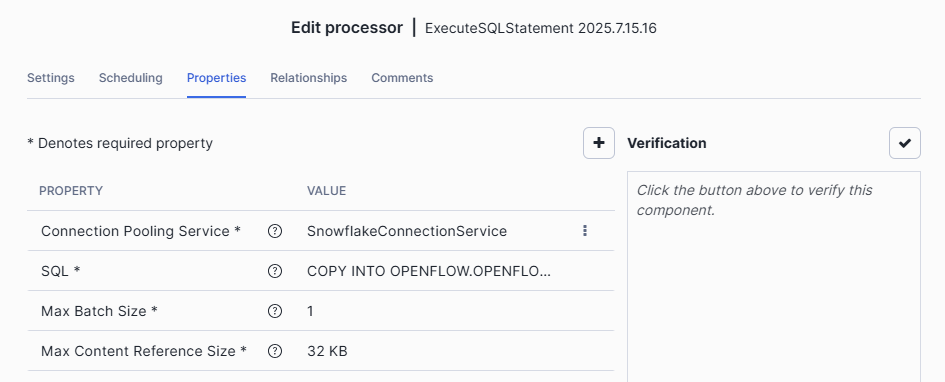 Edit processor | ExecuteSQLStatement 2025.7.15.16
Settings Scheduling Properties Relationships Comments
* Denotes required property
Verification
PROPERTY VALUE
Click the button above to verify this
component.
Connection Pooling Service * SnowflakeConnectionService
SQL * COPY INTO OPENFLOW.OPENFLO...
Max Batch Size * 1
Max Content Reference Size * 32 KB